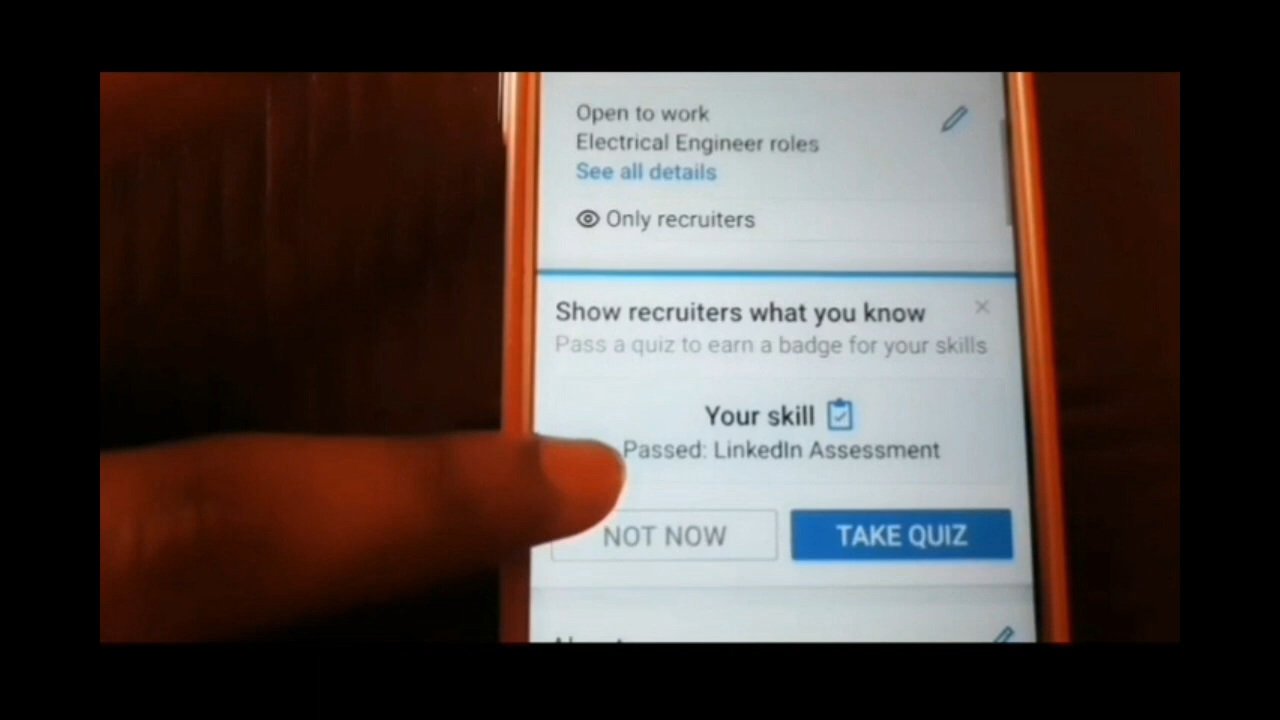 Open to work
Electrical Engineer roles
See all details
Only recruiters
Show recruiters what you know
Pass a quiz to earn a badge for your skills
Your skill
Passed: LinkedIn Assessment
NOT NOW
TAKE QUIZ